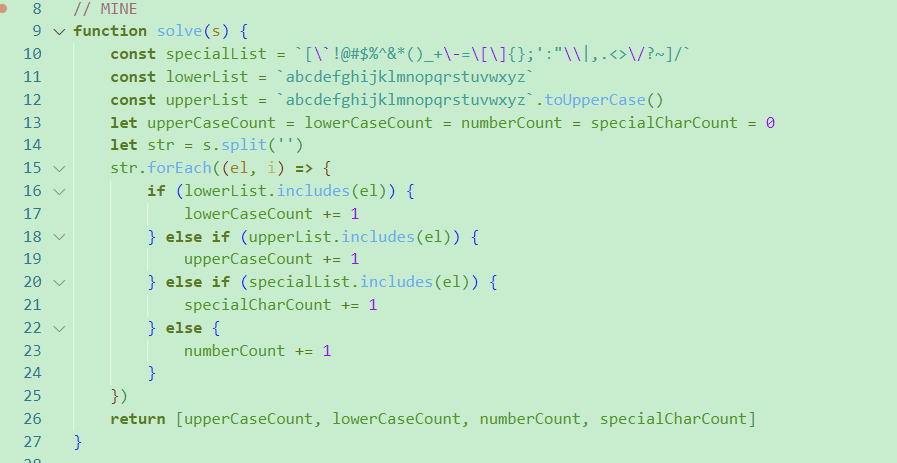 8 // MINE
9 function solve(s) {
10 const specialList = `[\`!@#$%^&*()_+\-=\[\]{};':"\\|,.<>\/?~]/`
11 const lowerList = `abcdefghijklmnopqrstuvwxyz`
12 const upperList = `abcdefghijklmnopqrstuvwxyz`.toUpperCase()
13 let upperCaseCount = lowerCaseCount = numberCount = specialCharCount = 0
14 let str = s.split('')
15 str.forEach((el, i) => {
16 if (lowerList.includes(el)) {
17 lowerCaseCount += 1
18 } else if (upperList.includes(el)) {
19 upperCaseCount += 1
20 } else if (specialList.includes(el)) {
21 specialCharCount += 1
22 } else {
23 numberCount += 1
24 }
25 })
26 return [upperCaseCount, lowerCaseCount, numberCount, specialCharCount]
27 }